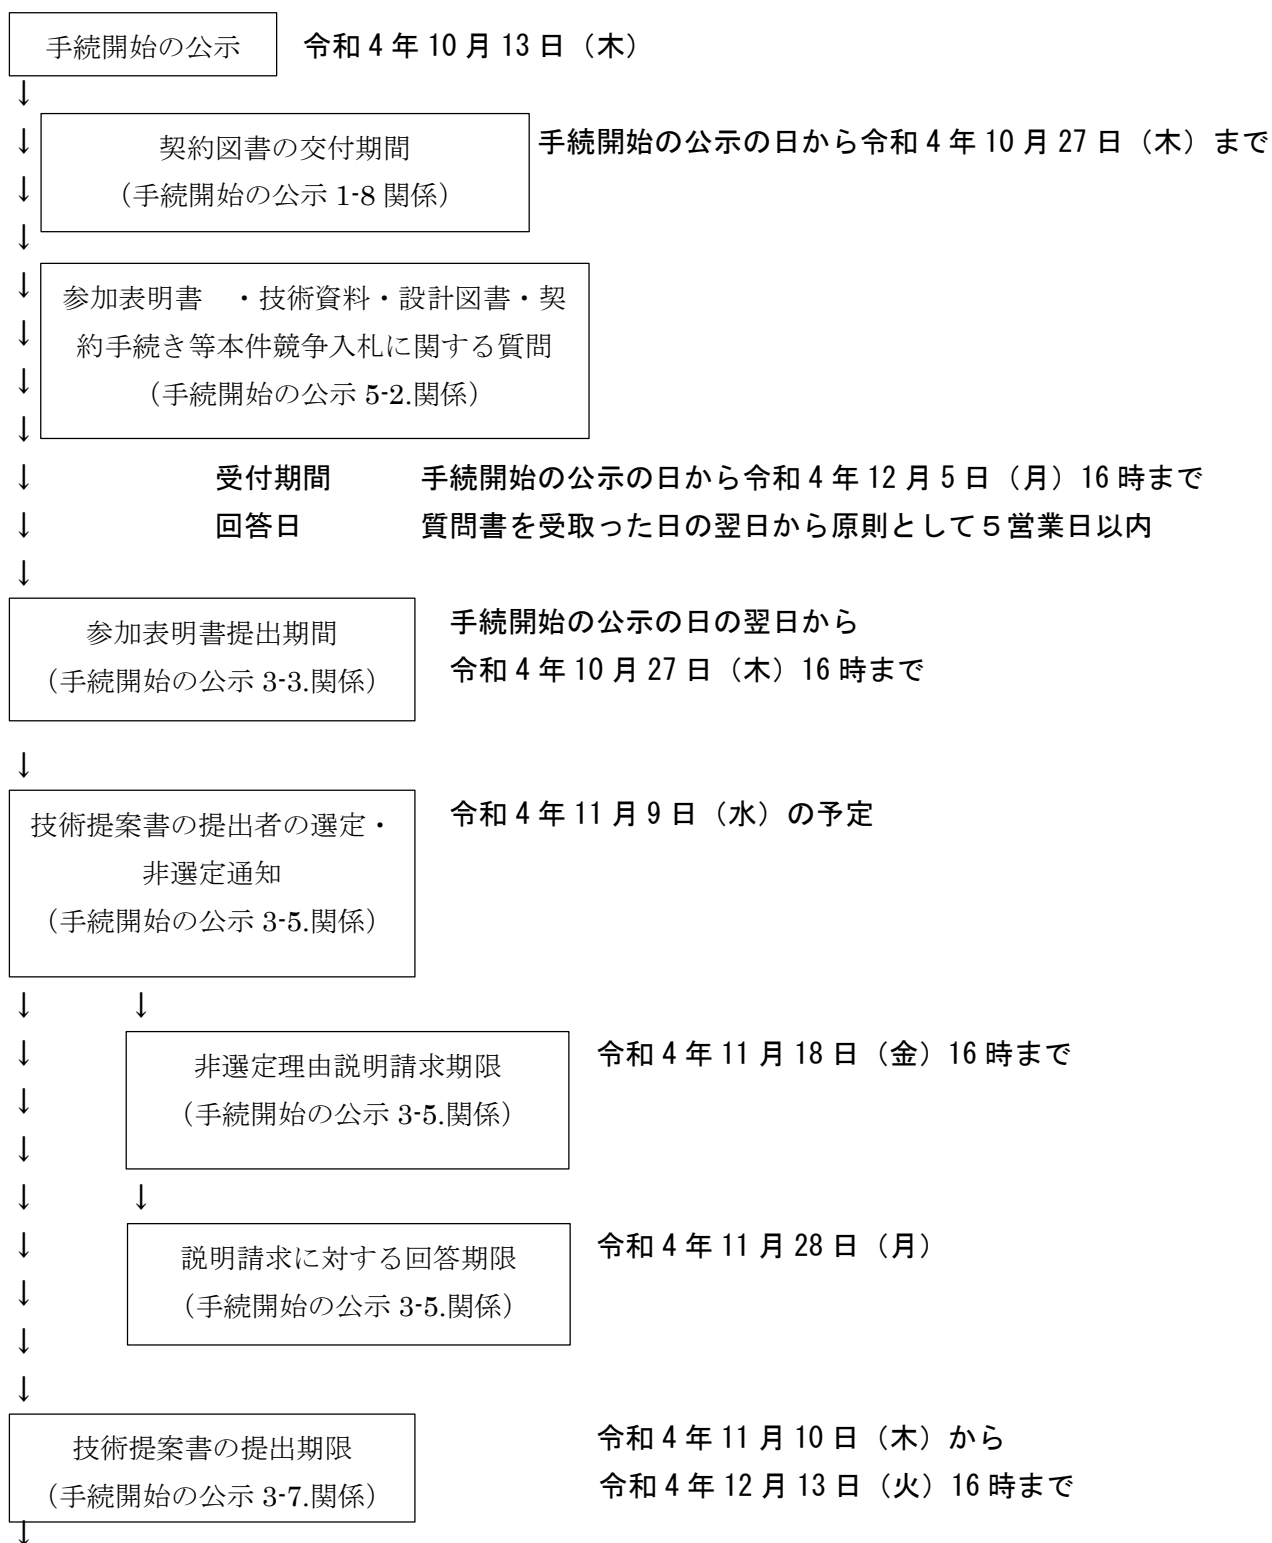 手続開始の公示 令和4年10月13日（木）
↓
↓ 契約図書の交付期間 手続開始の公示の日から令和4年10月27日（木）まで
↓ （手続開始の公示 1-8 関係）
↓
↓ 参加表明書 ・技術資料・設計図書・契
↓ 約手続き等本件競争入札に関する質問
↓ （手続開始の公示 5-2.関係）
↓
↓ 受付期間 手続開始の公示の日から令和4年12月5日（月）16時まで
↓ 回答日 質問書を受取った日の翌日から原則として５営業日以内
↓
参加表明書提出期間 手続開始の公示の日の翌日から
（手続開始の公示 3-3.関係） 令和4年10月27日（木）16時まで
↓
技術提案書の提出者の選定・ 令和4年11月9日（水）の予定
非選定通知
（手続開始の公示 3-5.関係）
↓ ↓
↓ 非選定理由説明請求期限 令和4年11月18日（金）16時まで
↓ （手続開始の公示 3-5.関係）
↓
↓ ↓
↓ 説明請求に対する回答期限 令和4年11月28日（月）
↓ （手続開始の公示 3-5.関係）
↓
↓
技術提案書の提出期限 令和4年11月10日（木）から
（手続開始の公示 3-7.関係） 令和4年12月13日（火）16時まで
↓